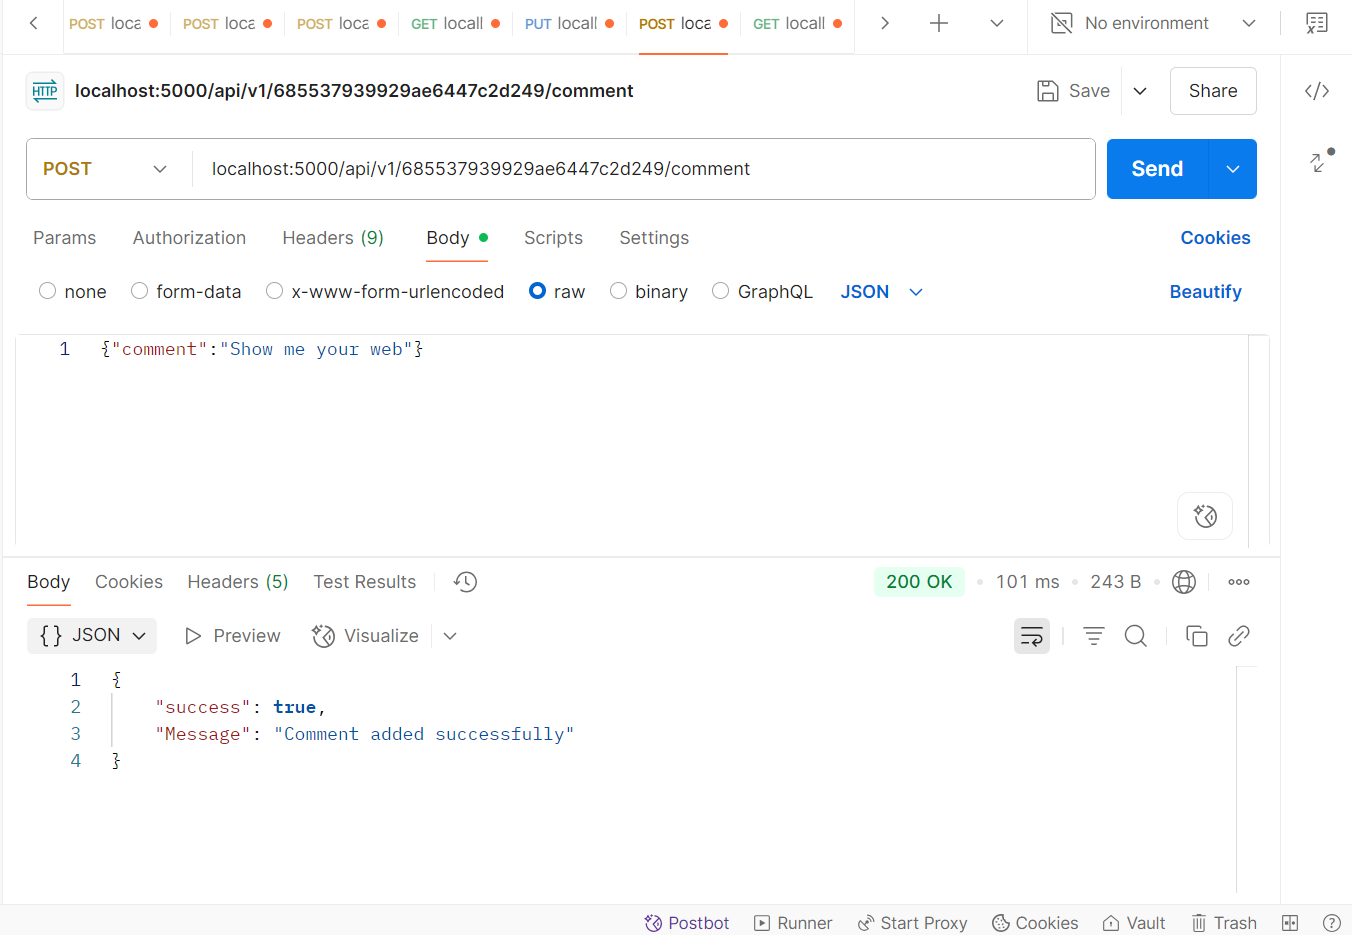 POST loca POST loca POST loca GET locall PUT locall POST loca GET locall No environment
HTTP localhost:5000/api/v1/685537939929ae6447c2d249/comment Save Share
POST localhost:5000/api/v1/685537939929ae6447c2d249/comment Send
Params Authorization Headers (9) Body Scripts Settings Cookies
none form-data x-www-form-urlencoded raw binary GraphQL JSON Beautify
1 {"comment":"Show me your web"}
Body Cookies Headers (5) Test Results 200 OK 101 ms 243 B
{} JSON Preview Visualize
1 {
2 "success": true,
3 "Message": "Comment added successfully"
4 }
Postbot Runner Start Proxy Cookies Vault Trash